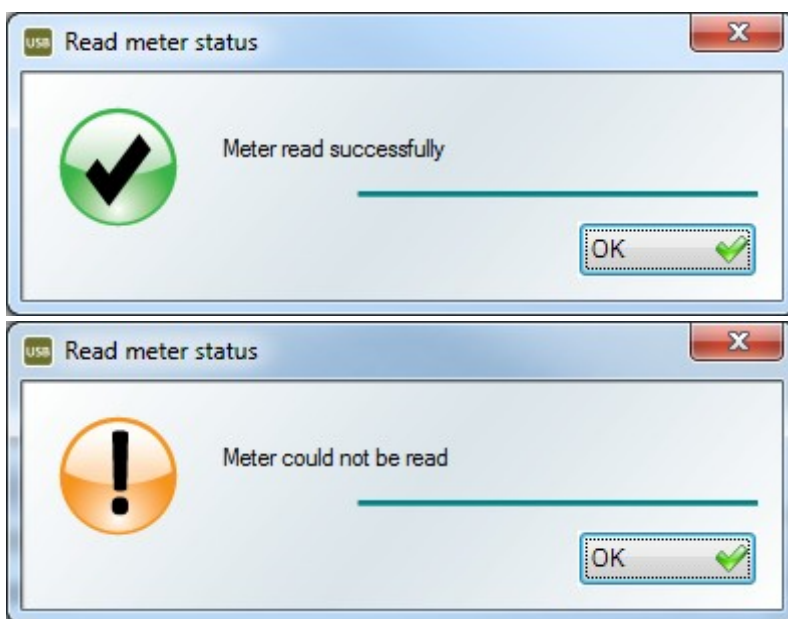 USB Read meter status
Meter read successfully
OK
USB Read meter status
Meter could not be read
OK